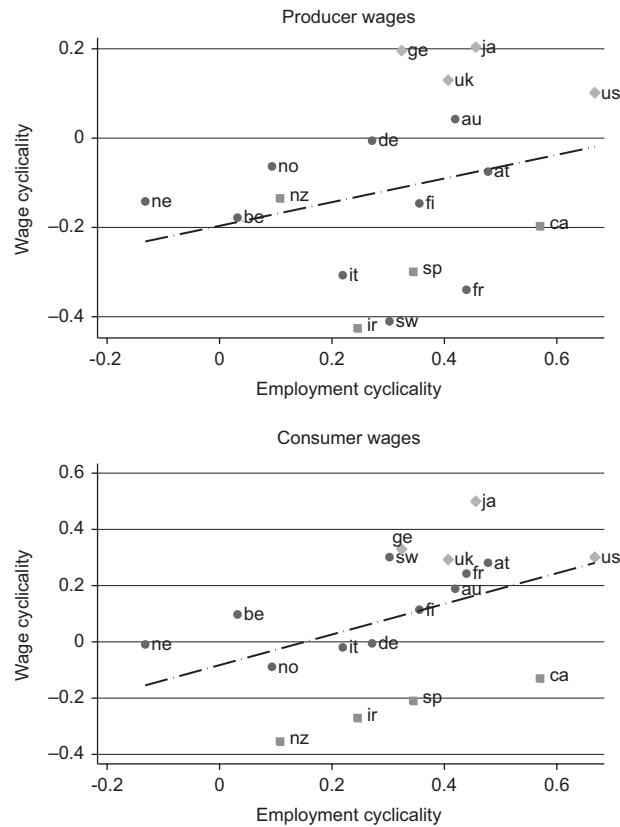 Producer wages
0.2
ge
ja
uk
us
au
0
de
no
at
nz
ne
fi
Wage cyclicality
−0.2
be
ca
sp
it
fr
−0.4
ir
sw
-0.2
0
0.2
0.4
0.6
Employment cyclicality
Consumer wages
0.6
ja
0.4
ge
sw
uk
at
us
fr
0.2
au
fi
be
Wage cyclicality
0
ne
it
de
no
ca
−0.2
sp
ir
nz
−0.4
-0.2
0
0.2
0.4
0.6
Employment cyclicality